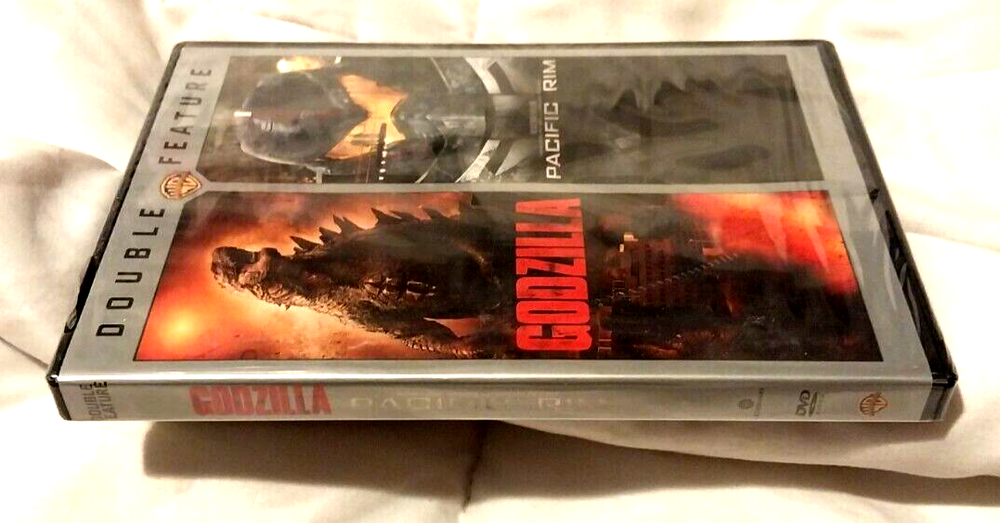 DOUBLE FEATURE
GODZILLA
PACIFIC RIM
DOUBLE
FEATURE
GODZILLA
PACIFIC RIM
DVD